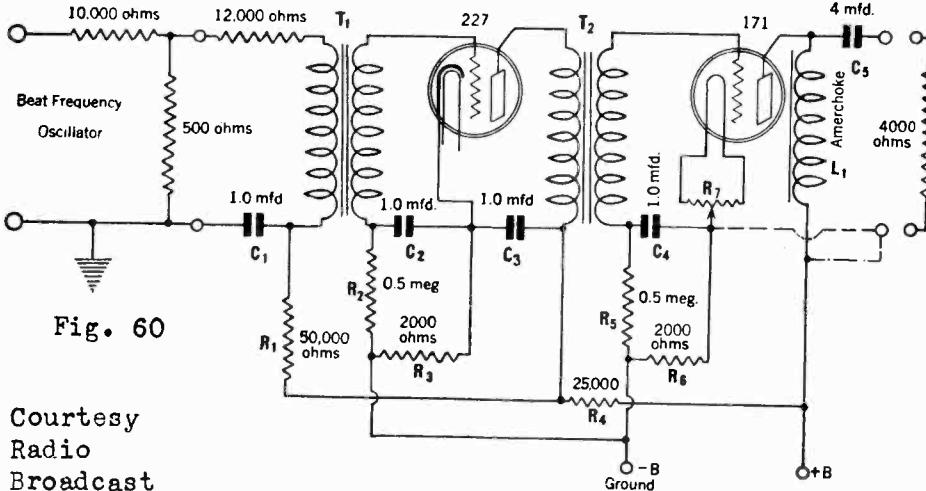 10.000 ohms
12.000 ohms
T₁
227
T₂
171
4 mfd.
C₅
Beat Frequency
Oscillator
500 ohms
Amerchoke
L₁
4000
ohms
1.0 mfd
C₁
1.0 mfd.
C₂
1.0 mfd.
C₃
1.0 mfd.
C₄
R₇
R₂
0.5 meg
R₅
0.5 meg.
Fig. 60
R₁
50,000
ohms
2000
ohms
R₃
2000
ohms
R₆
25,000
R₄
Courtesy
Radio
Broadcast
-B
Ground
+B